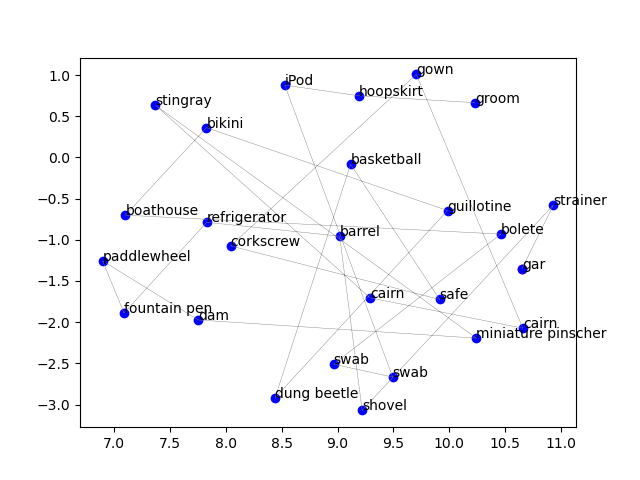 gown
iPod
hoopskirt
groom
stingray
bikini
basketball
strainer
guillotine
boathouse
refrigerator
bolete
barrel
corkscrew
paddlewheel
gar
cairn
safe
fountain pen
dam
cairn
miniature pinscher
swab
swab
dung beetle
shovel
1.0
0.5
0.0
−0.5
−1.0
−1.5
−2.0
−2.5
−3.0
7.0 7.5 8.0 8.5 9.0 9.5 10.0 10.5 11.0